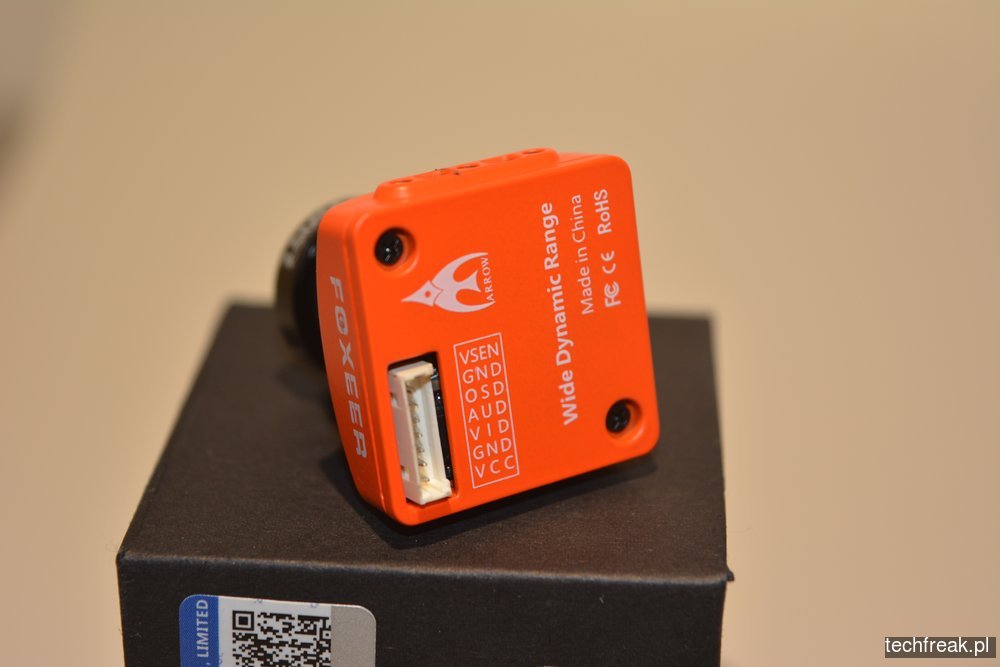 FOXEER
ARROW
VSEN
GND
OSD
AUD
VID
GND
VCC
Wide Dynamic Range
Made in China
FC CE RoHS
, LIMITED
techfreak.pl